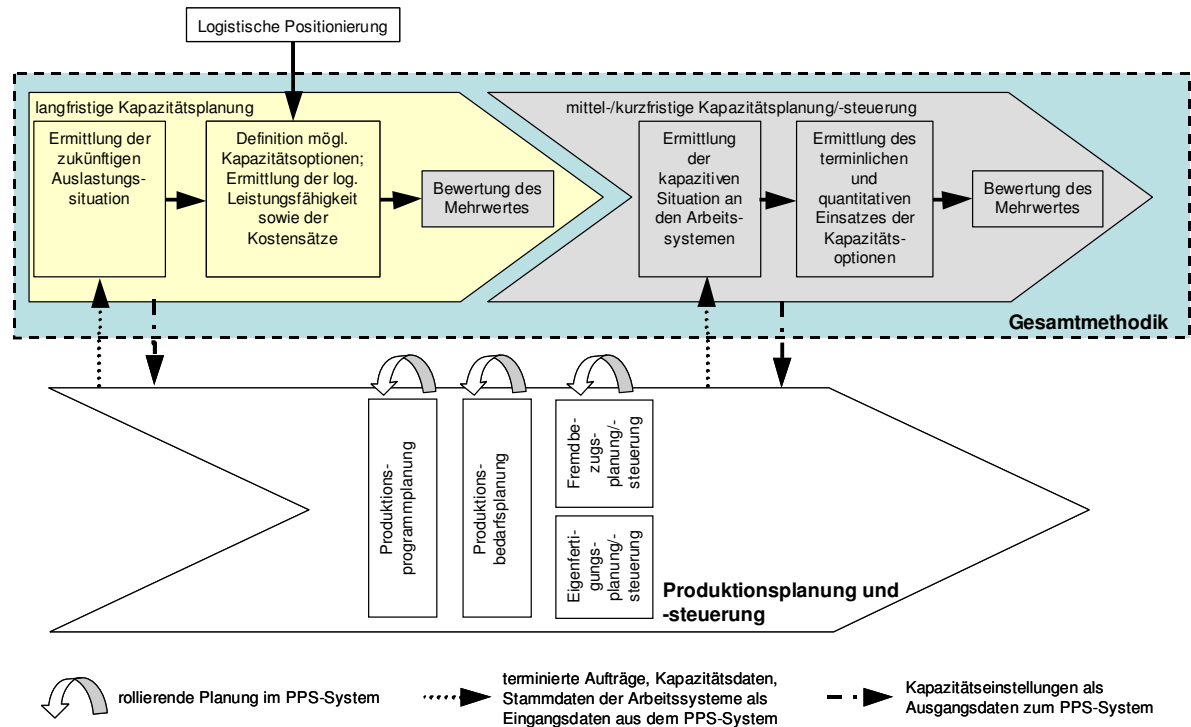 Logistische Positionierung
langfristige Kapazitätsplanung
Ermittlung der
zukünftigen
Auslastungs-
situation
Definition mögl.
Kapazitätsoptionen;
Ermittlung der log.
Leistungsfähigkeit
sowie der
Kostensätze
Bewertung des
Mehrwertes
mittel-/kurzfristige Kapazitätsplanung/-steuerung
Ermittlung
der
kapazitiven
Situation an
den Arbeits-
systemen
Ermittlung des
terminlichen
und
quantitativen
Einsatzes der
Kapazitäts-
optionen
Bewertung des
Mehrwertes
Gesamtmethodik
Produktions-
programmplanung
Produktions-
bedarfsplanung
Fremdbe-
zugs-
planung/-
steuerung
Eigenferti-
gungs-
planung/-
steuerung
Produktionsplanung und
-steuerung
rollierende Planung im PPS-System
terminierte Aufträge, Kapazitätsdaten,
Stammdaten der Arbeitssysteme als
Eingangsdaten aus dem PPS-System
Kapazitätseinstellungen als
Ausgangsdaten zum PPS-System